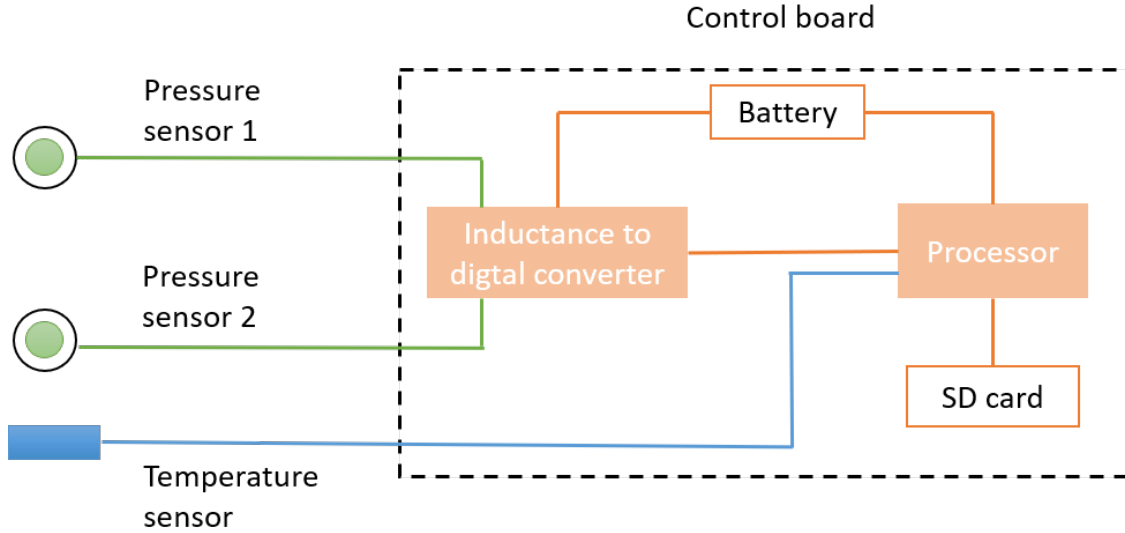 Control board
Pressure
sensor 1
Battery
Inductance to
digtal converter
Processor
Pressure
sensor 2
SD card
Temperature
sensor